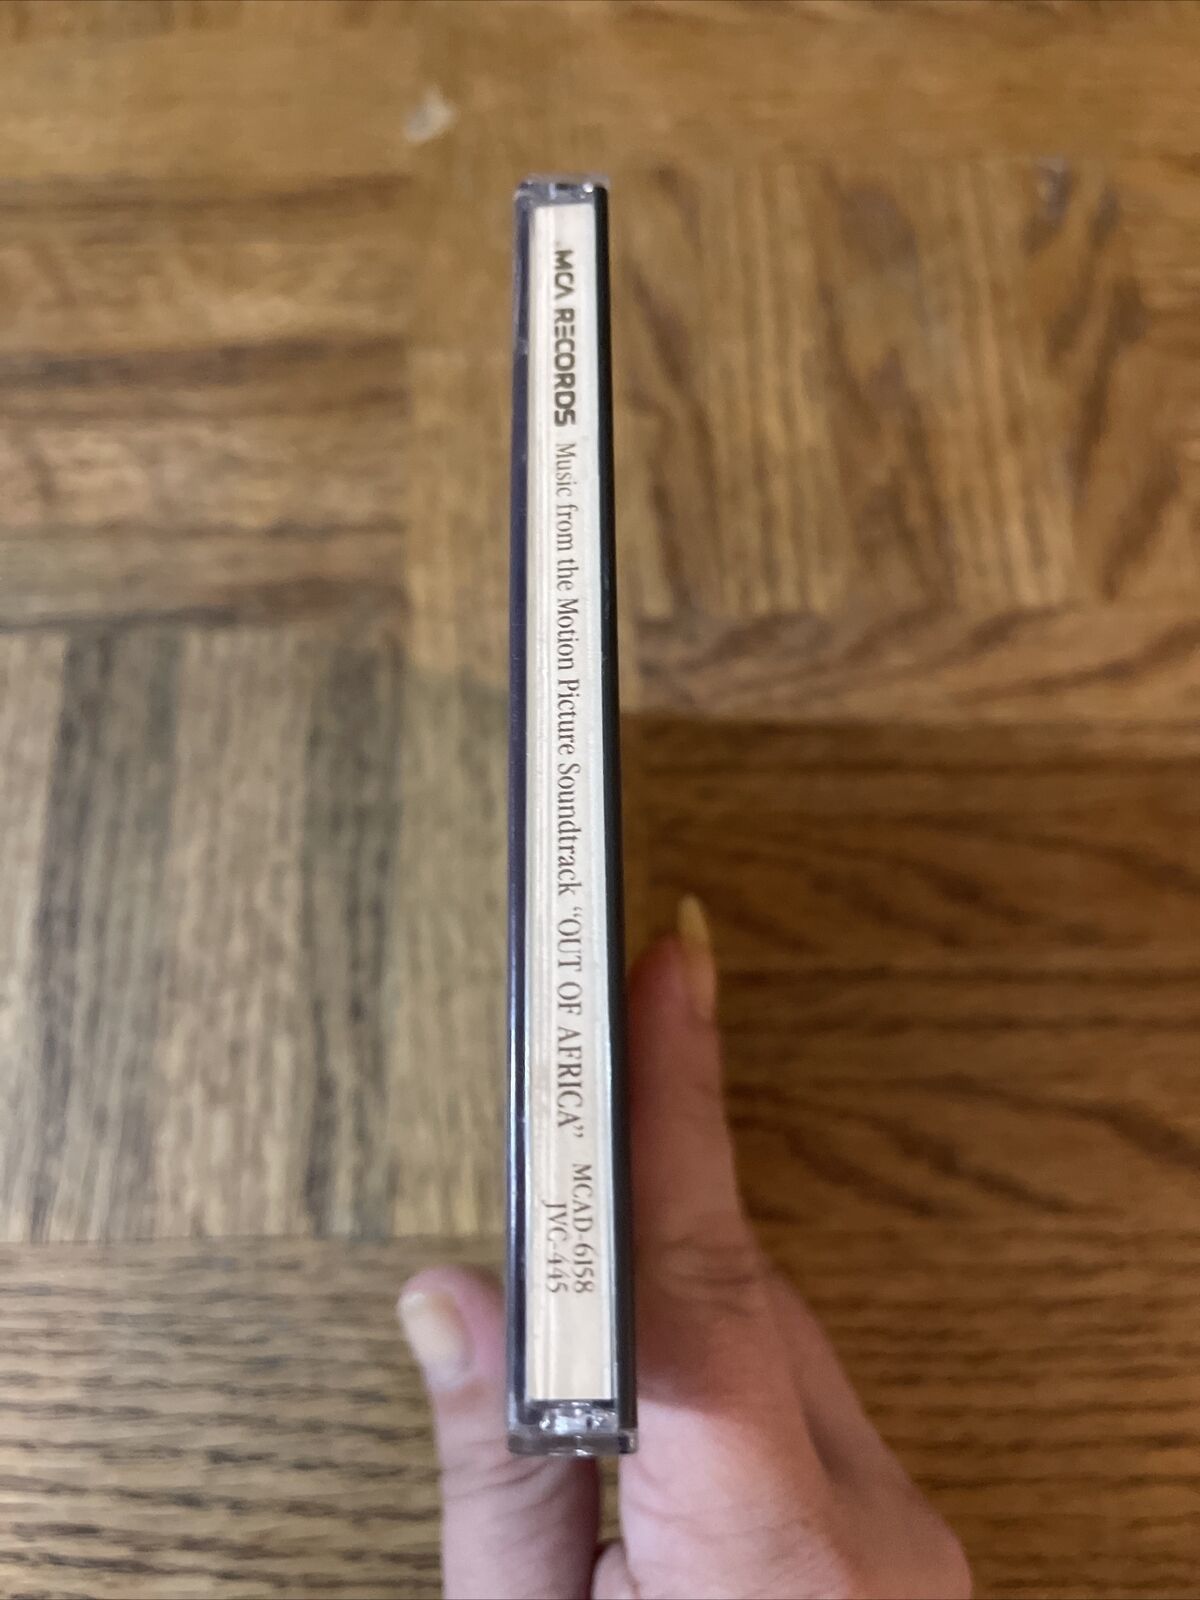 MCA RECORDS Music from the Motion Picture Soundtrack “OUT OF AFRICA” MCAD-6158
JVC-445